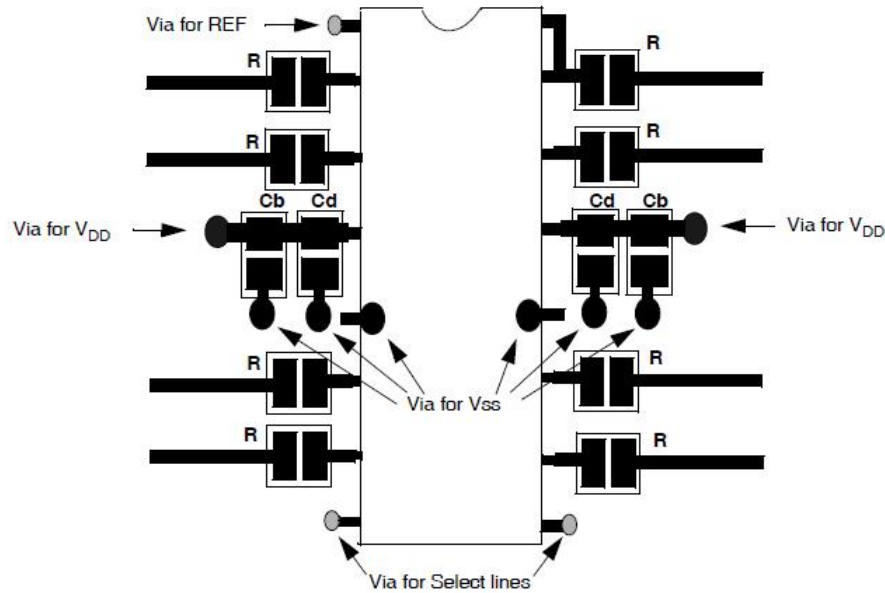 Via for REF
R
R
R
R
Cb Cd
Cd Cb
Via for VDD
Via for VDD
R
R
Via for Vss
R
R
Via for Select lines